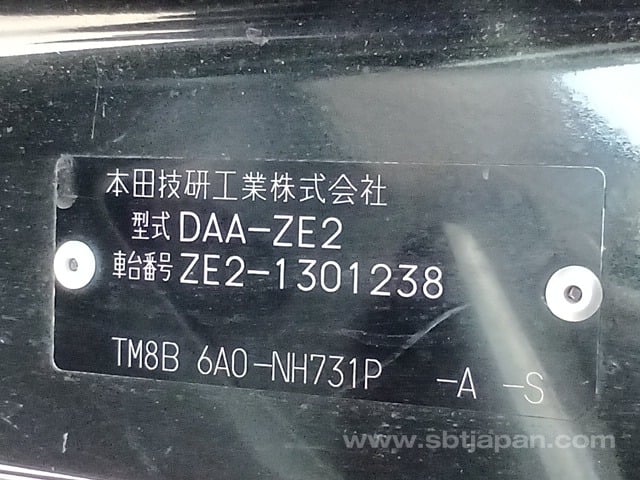 本田技研工業株式会社
型式 DAA-ZE2
車台番号 ZE2-1301238
TM8B 6A0-NH731P -A -S
www.sbtjapan.com